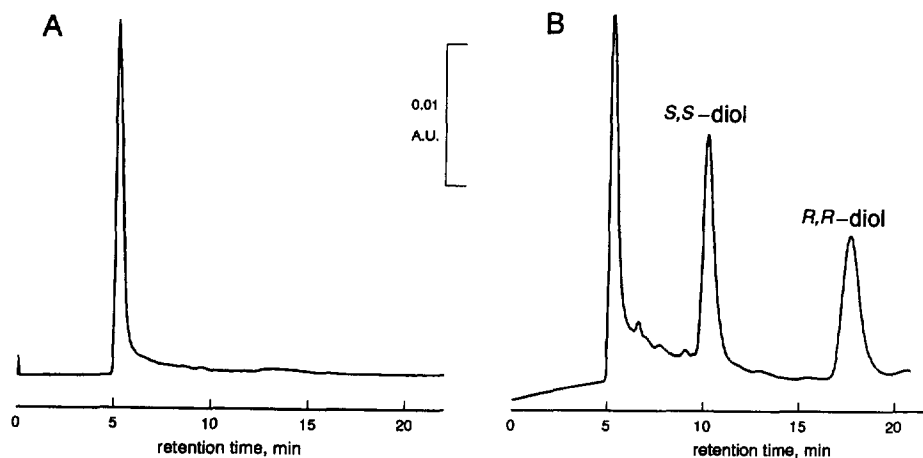 A
0.01
A.U.
0 5 10 15 20
retention time, min
B
S,S-diol
R,R-diol
0 5 10 15 20
retention time, min